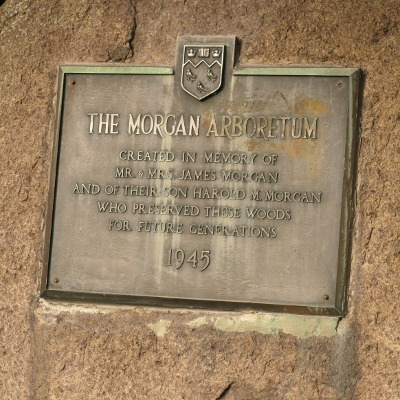 THE MORGAN ARBORETUM
CREATED IN MEMORY OF
MR. & MRS. JAMES MORGAN
AND OF THEIR SON HAROLD M. MORGAN
WHO PRESERVED THESE WOODS
FOR FUTURE GENERATIONS
1945